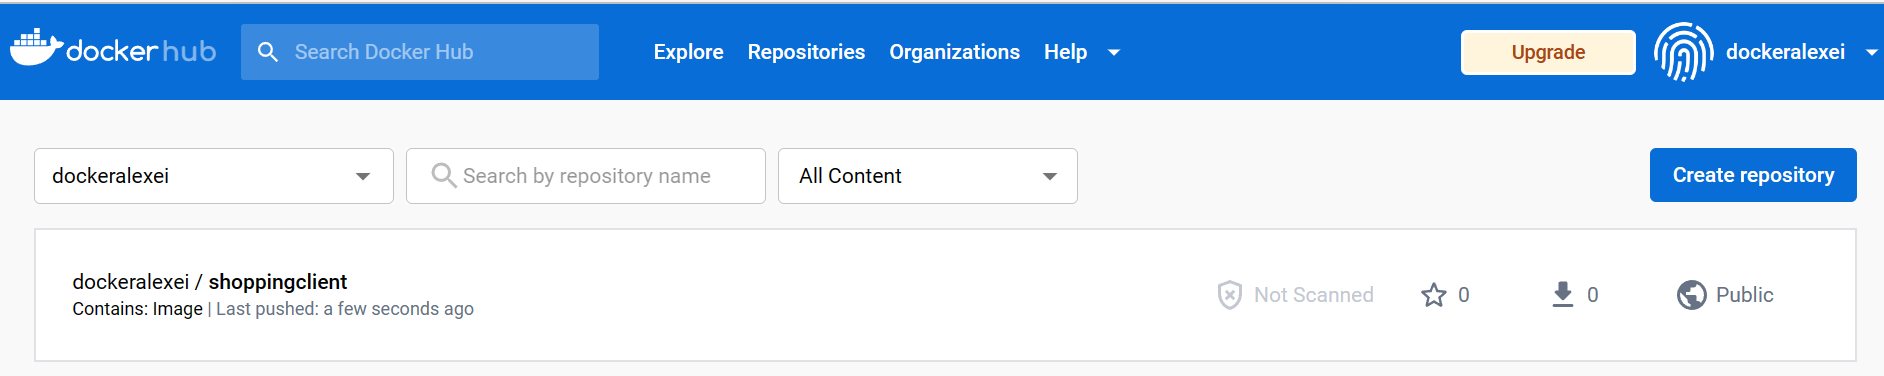 docker hub Search Docker Hub Explore Repositories Organizations Help Upgrade dockeralexei
dockeralexei Search by repository name All Content Create repository
dockeralexei / shoppingclient
Contains: Image | Last pushed: a few seconds ago
Not Scanned 0 0 Public